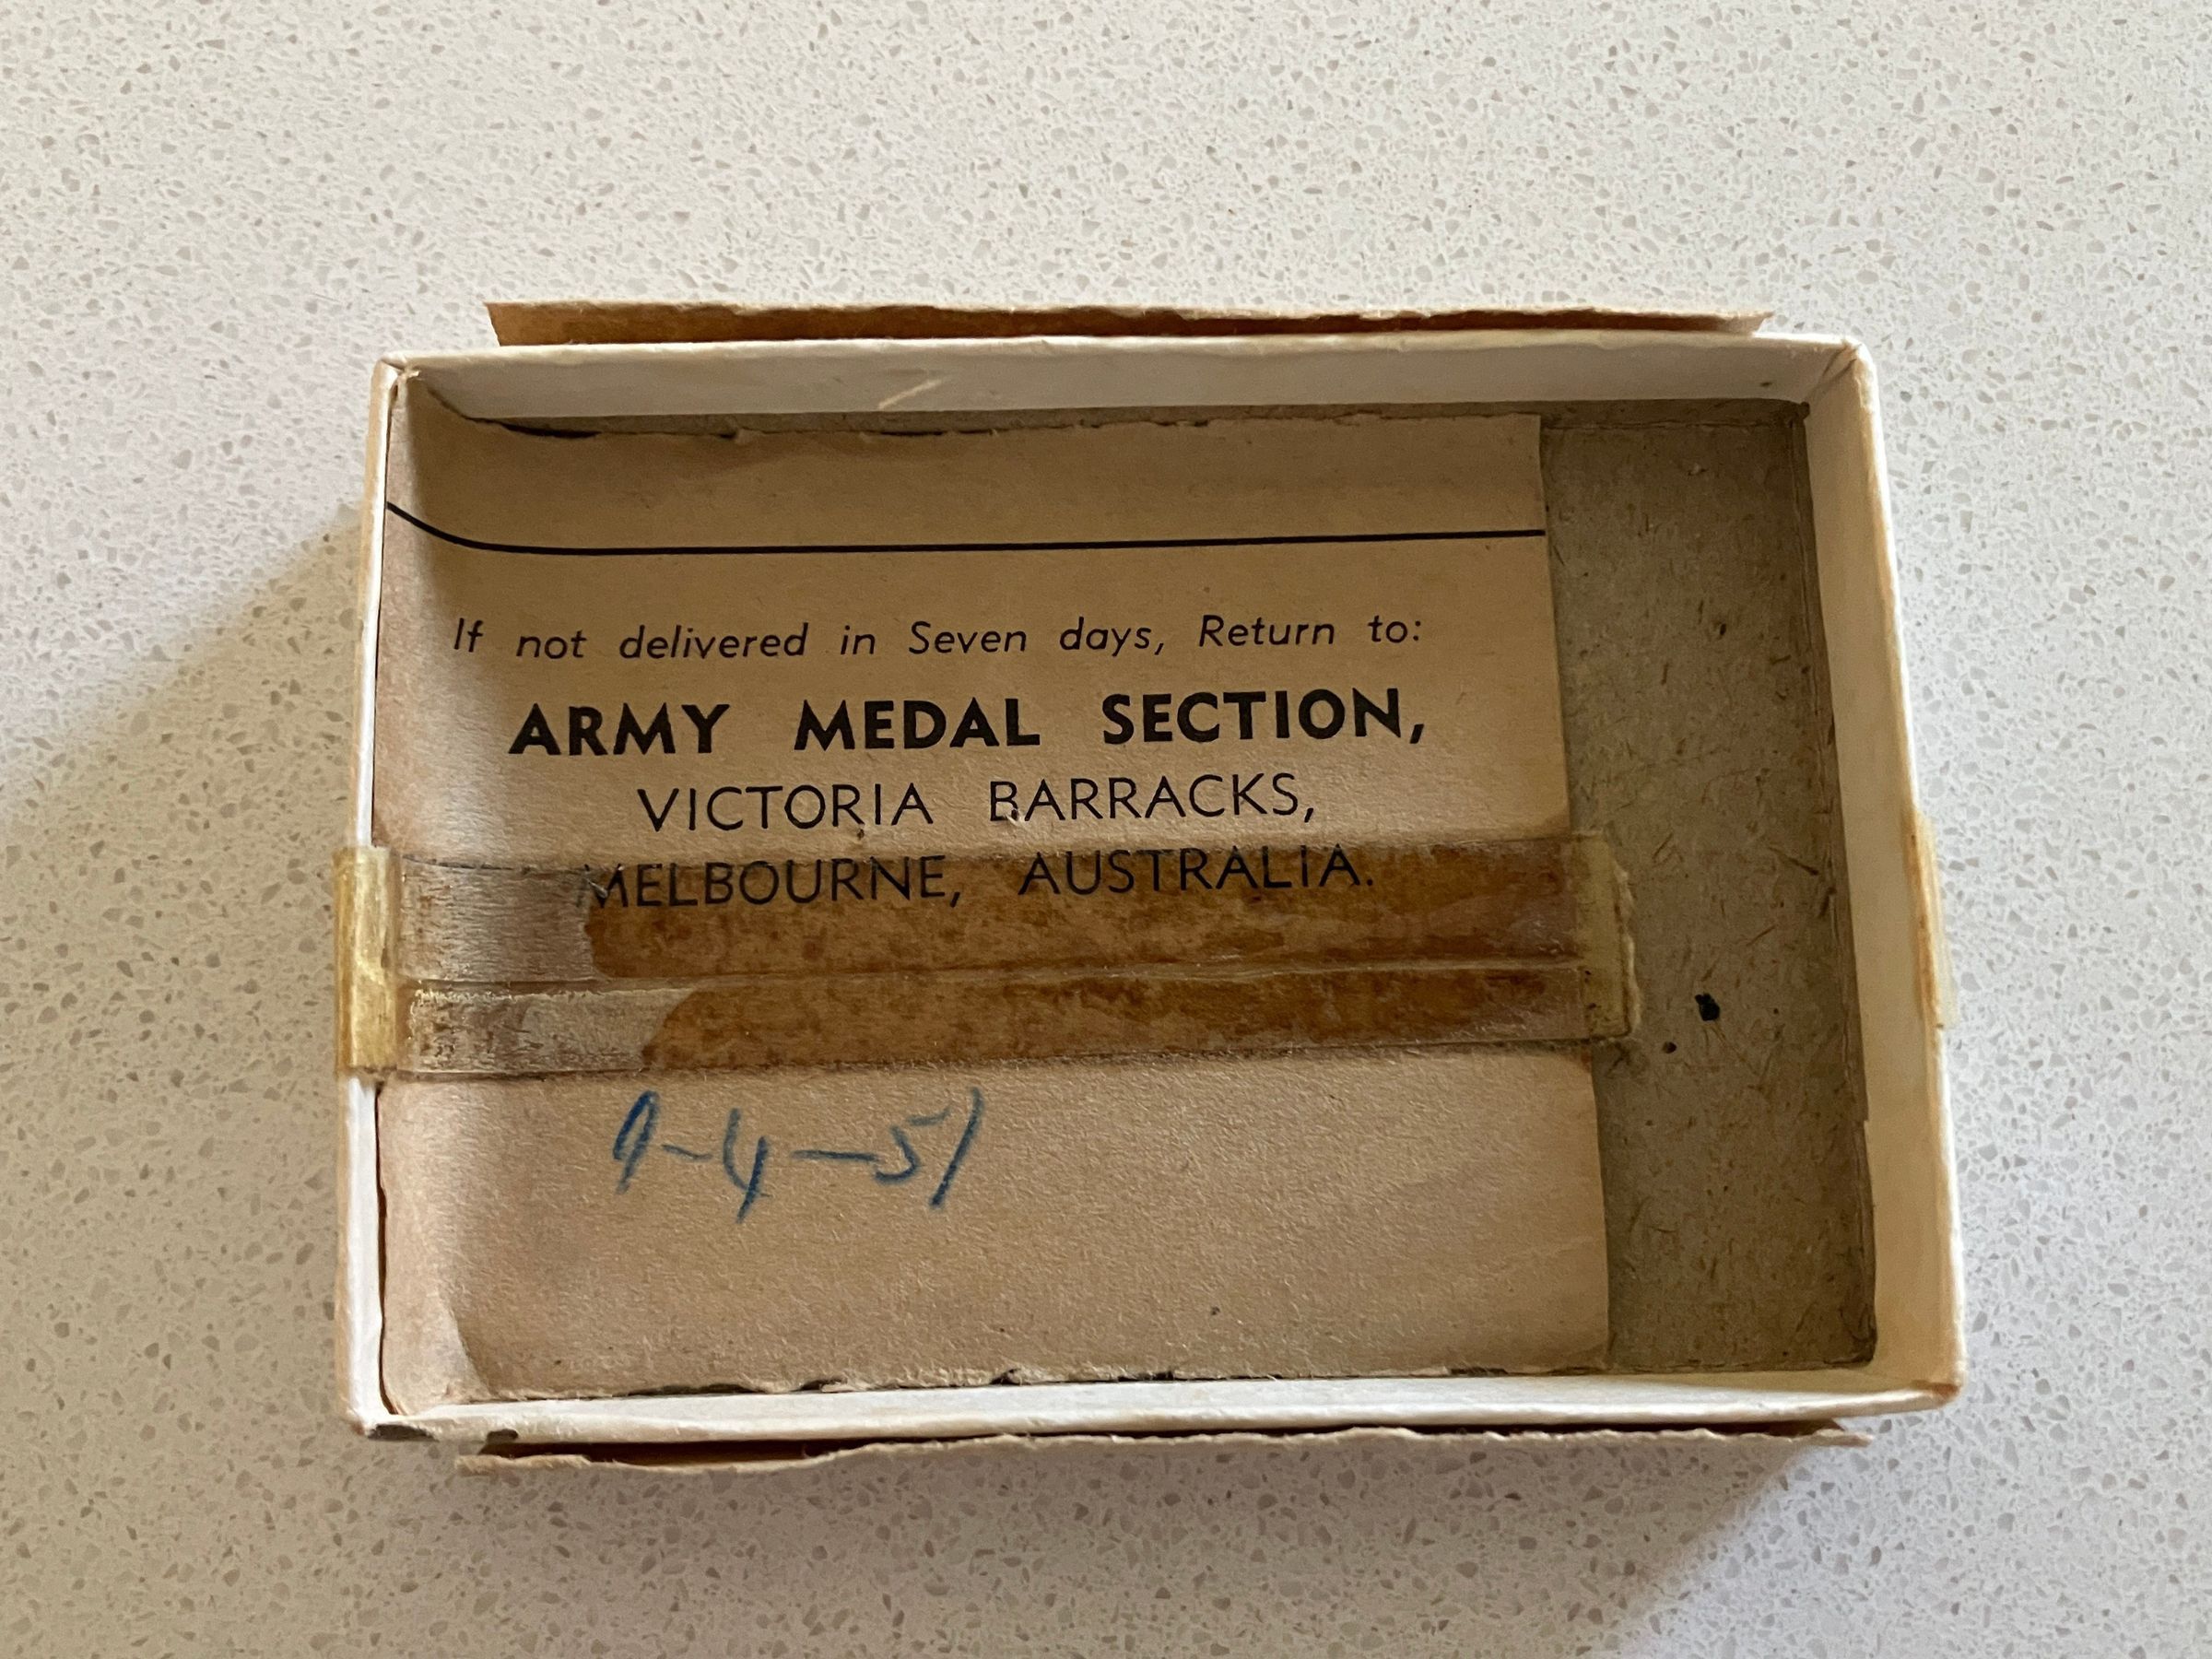 If not delivered in Seven days, Return to:
ARMY MEDAL SECTION,
VICTORIA BARRACKS,
MELBOURNE, AUSTRALIA.
9-4-51